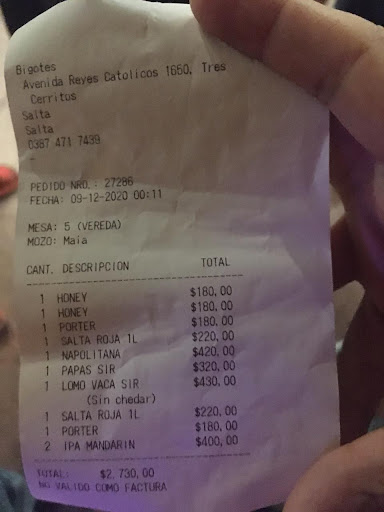 Bigotes
Avenida Reyes Catolicos 1650, Tres
Cerritus
Salta
Salta
0387 471 7439
-
PEDIDO NRO.: 27286
FECHA: 09-12-2020 00:11
MESA: 5 (VEREDA)
MOZO: Maia
CANT. DESCRIPCION TOTAL
1 HONEY $180,00
1 HONEY $180,00
1 PORTER $180,00
1 SALTA ROJA 1L $220,00
1 NAPOLITANA $420,00
1 PAPAS SIR $320,00
1 LOMO VACA SIR $430,00
(Sin chedar)
1 SALTA ROJA 1L $220,00
1 PORTER $180,00
2 IPA MANDARIN $400,00
TOTAL: $2.730,00
NO VALIDO COMO FACTURA